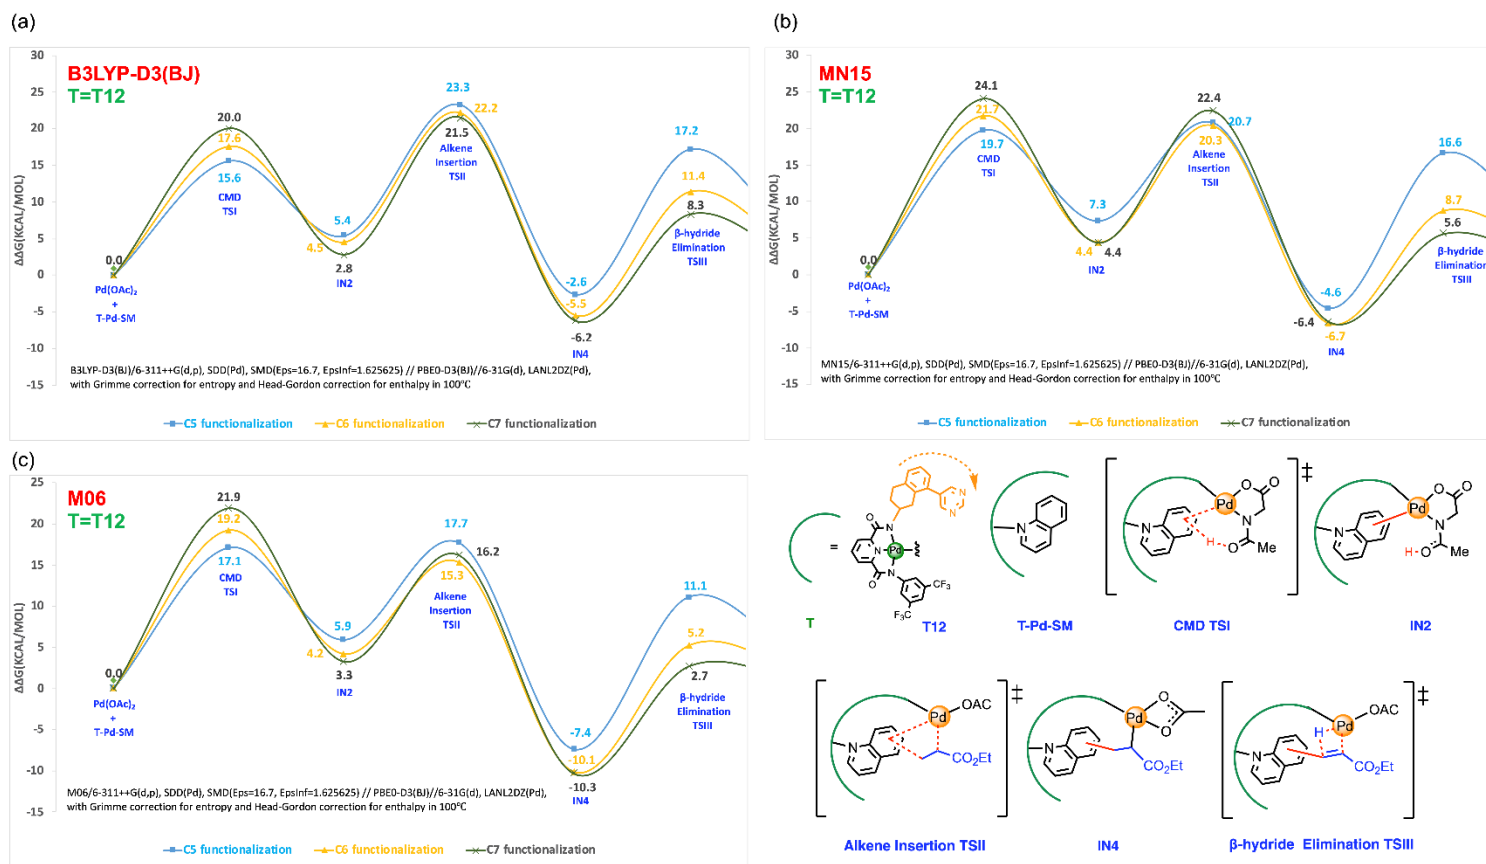 (a)
B3LYP-D3(BJ)
T=T12
ΔΔG(KCAL/MOL)
30
25
20
15
10
5
0
-5
-10
-15
0.0
Pd(OAc)₂
+
T-Pd-SM
20.0
17.6
15.6
CMD
TSI
5.4
4.5
2.8
IN2
23.3
22.2
21.5
Alkene
Insertion
TSII
-2.6
-5.5
-6.2
IN4
17.2
11.4
8.3
β-hydride
Elimination
TSIII
B3LYP-D3(BJ)/6-311++G(d,p), SDD(Pd), SMD(Eps=16.7, EpsInf=1.625625) // PBE0-D3(BJ)//6-31G(d), LANL2DZ(Pd),
with Grimme correction for entropy and Head-Gordon correction for enthalpy in 100℃
C5 functionalization C6 functionalization C7 functionalization
(b)
MN15
T=T12
ΔΔG(KCAL/MOL)
30
25
20
15
10
5
0
-5
-10
-15
0.0
Pd(OAc)₂
+
T-Pd-SM
24.1
21.7
19.7
CMD
TSI
7.3
4.4
4.4
IN2
22.4
20.7
20.3
Alkene
Insertion
TSII
-4.6
-6.4
-6.7
IN4
16.6
8.7
5.6
β-hydride
Elimination
TSIII
MN15/6-311++G(d,p), SDD(Pd), SMD(Eps=16.7, EpsInf=1.625625) // PBE0-D3(BJ)//6-31G(d), LANL2DZ(Pd),
with Grimme correction for entropy and Head-Gordon correction for enthalpy in 100℃
C5 functionalization C6 functionalization C7 functionalization
(c)
M06
T=T12
ΔΔG(KCAL/MOL)
25
20
15
10
5
0
-5
-10
-15
0.0
Pd(OAc)₂
+
T-Pd-SM
21.9
19.2
17.1
CMD
TSI
5.9
4.2
3.3
IN2
17.7
16.2
15.3
Alkene
Insertion
TSII
-7.4
-10.1
-10.3
IN4
11.1
5.2
2.7
β-hydride
Elimination
TSIII
M06/6-311++G(d,p), SDD(Pd), SMD(Eps=16.7, EpsInf=1.625625) // PBE0-D3(BJ)//6-31G(d), LANL2DZ(Pd),
with Grimme correction for entropy and Head-Gordon correction for enthalpy in 100℃
C5 functionalization C6 functionalization C7 functionalization
=
N
N
O
N
N
Pd
O
N
CF₃
F₃C
T
T12
N
T-Pd-SM
Pd
O
O
N
N
H
O
Me
‡
CMD TSI
Pd
O
O
N
N
H
O
Me
IN2
Pd
OAC
N
CO₂Et
‡
Alkene Insertion TSII
Pd
O
O
N
CO₂Et
IN4
Pd
OAC
H
N
CO₂Et
‡
β-hydride Elimination TSIII